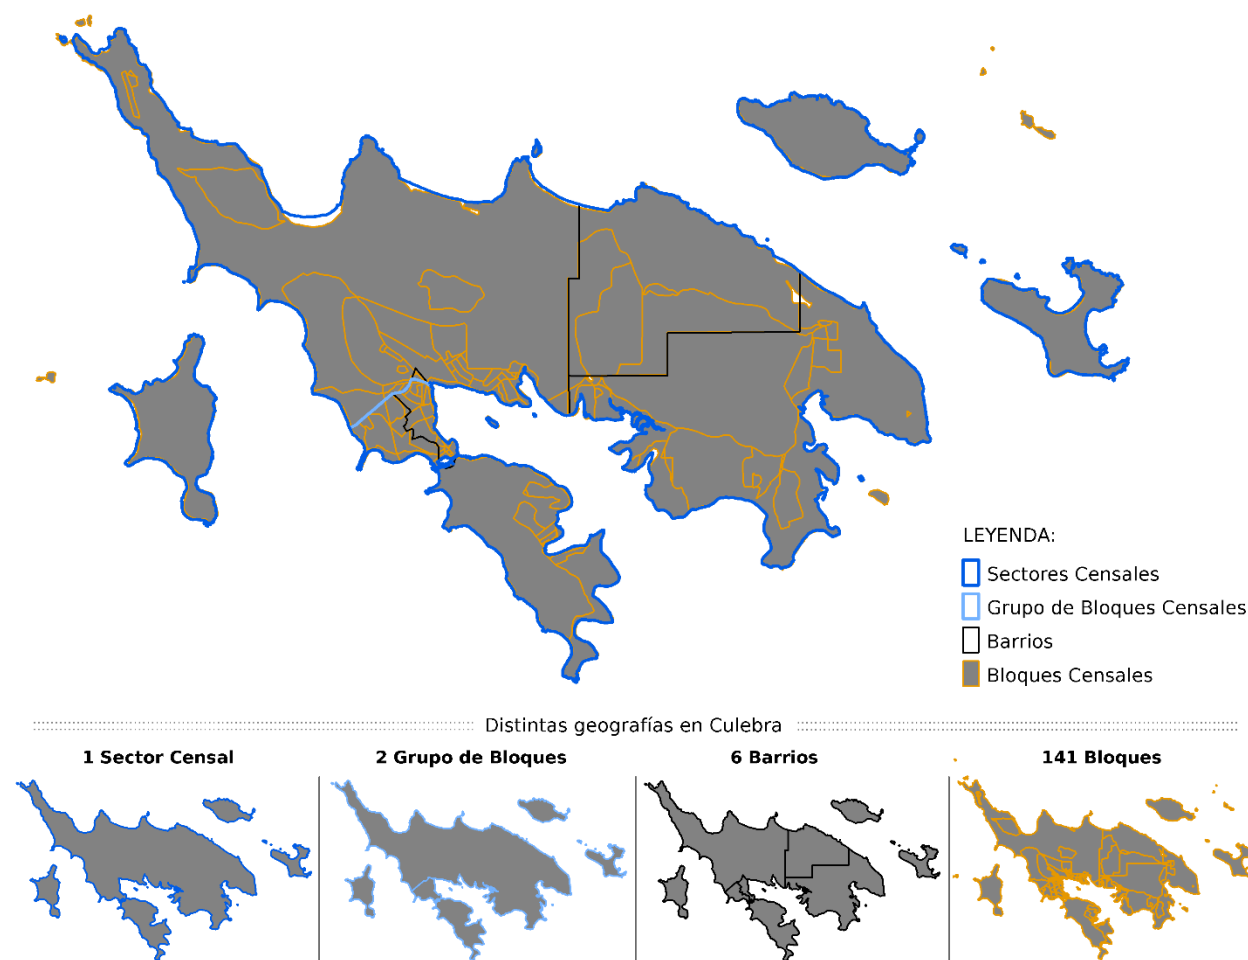 LEYENDA:
Sectores Censales
Grupo de Bloques Censales
Barrios
Bloques Censales
Distintas geografías en Culebra
1 Sector Censal
2 Grupo de Bloques
6 Barrios
141 Bloques